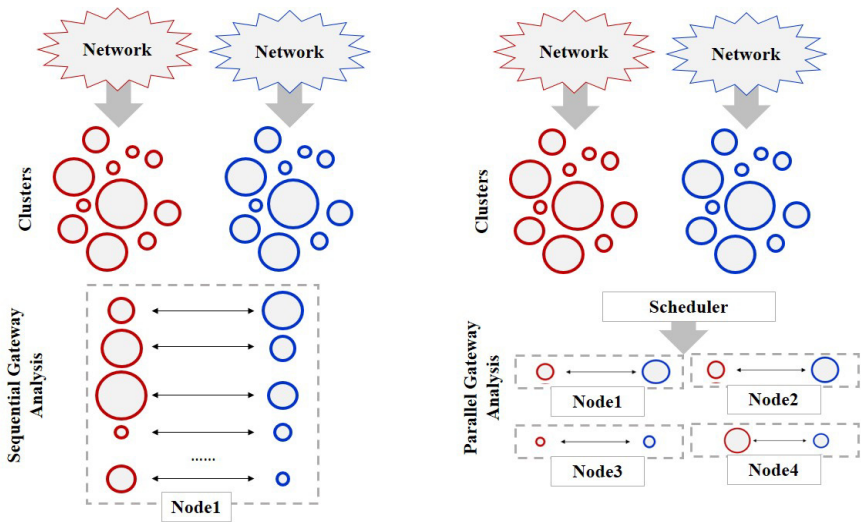 Network
Network
Clusters
Sequential Gateway
Analysis
......
Node1
Network
Network
Clusters
Scheduler
Parallel Gateway
Analysis
Node1
Node2
Node3
Node4